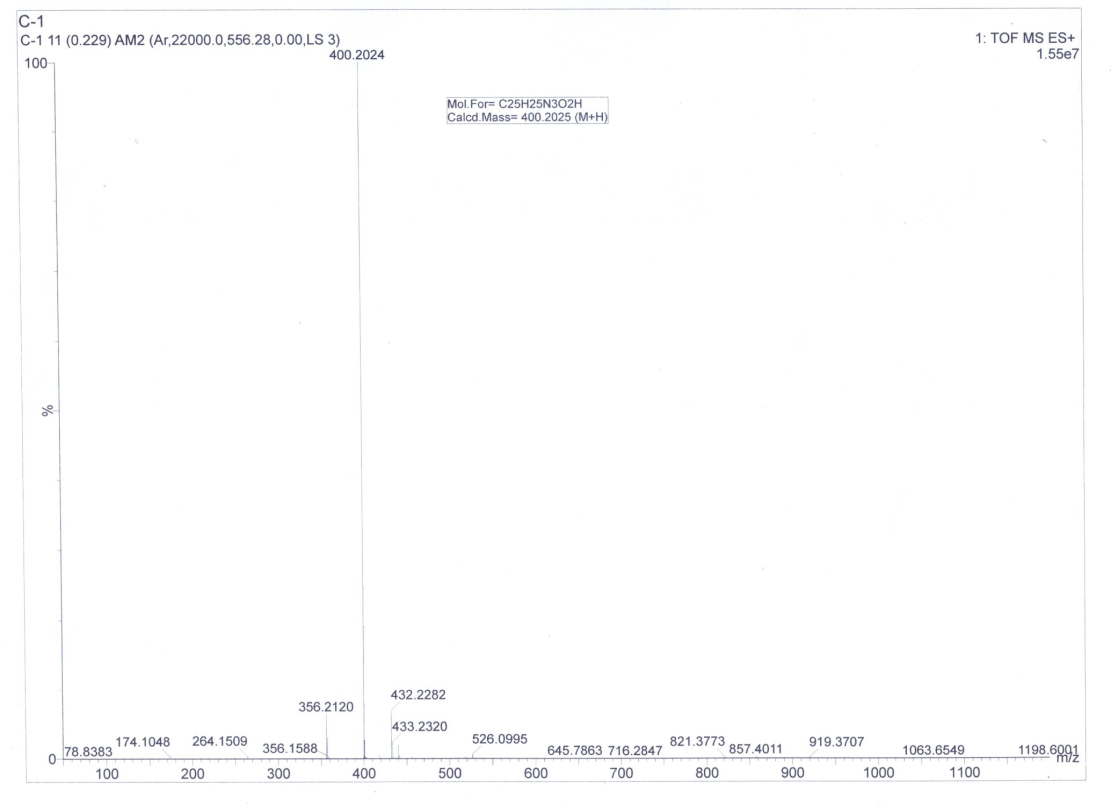 C-1
C-1 11 (0.229) AM2 (Ar,22000.0,556.28,0.00,LS 3)
1: TOF MS ES+
1.55e7
100
400.2024
Mol.For= C25H25N3O2H
Calcd.Mass= 400.2025 (M+H)
%
432.2282
356.2120
433.2320
526.0995
174.1048
264.1509
356.1588
821.3773
919.3707
78.8383
645.7863
716.2847
857.4011
1063.6549
1198.6001
0
m/z
100 200 300 400 500 600 700 800 900 1000 1100